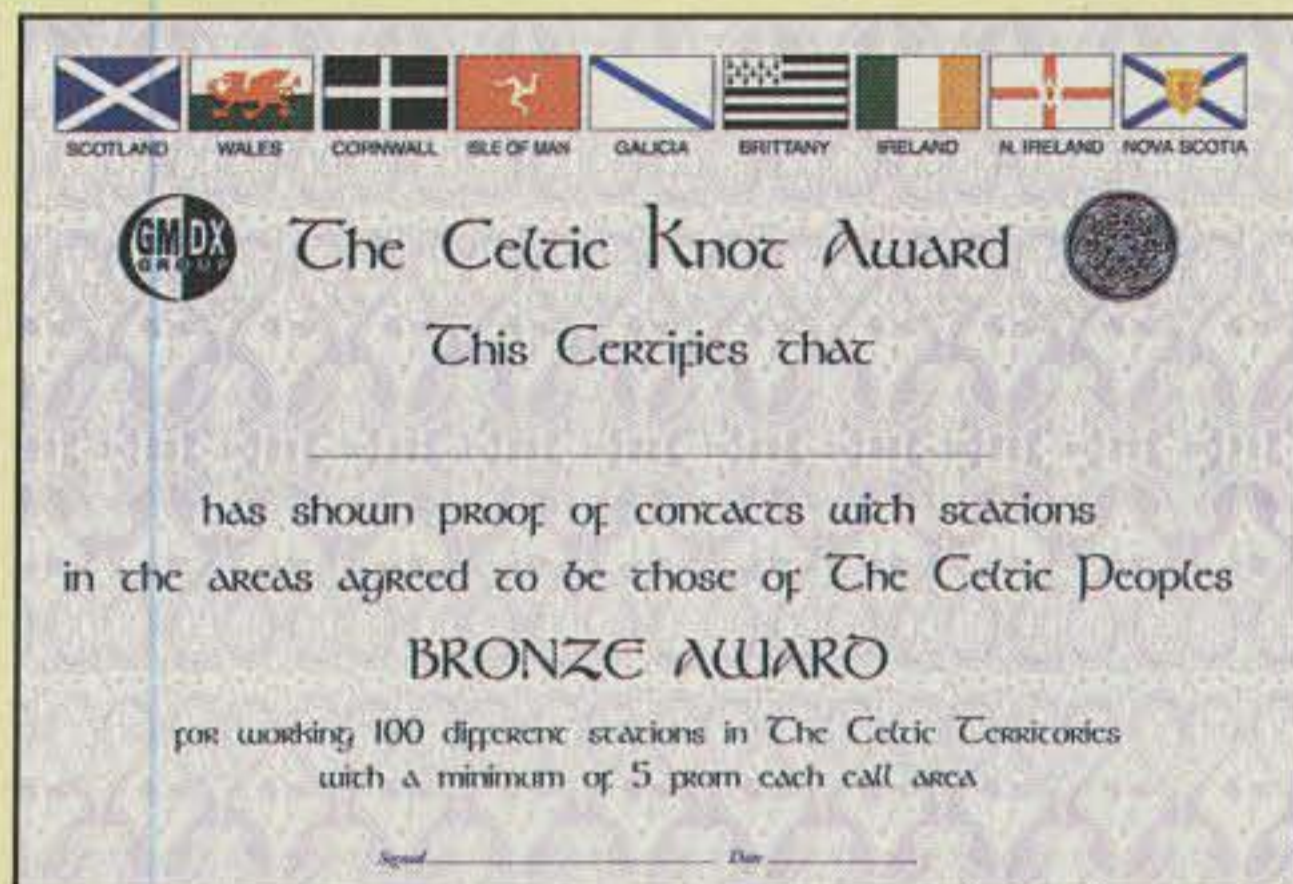 SCOTLAND WALES CORNWALL ISLE OF MAN GALICIA BRITTANY IRELAND N. IRELAND NOVA SCOTIA
GMDX GROUP The Celtic Knot Award
This Certifies that
has shown proof of contacts with stations
in the areas agreed to be those of The Celtic Peoples
BRONZE AWARD
for working 100 different stations in The Celtic Territories
with a minimum of 5 from each call area
Signed Date